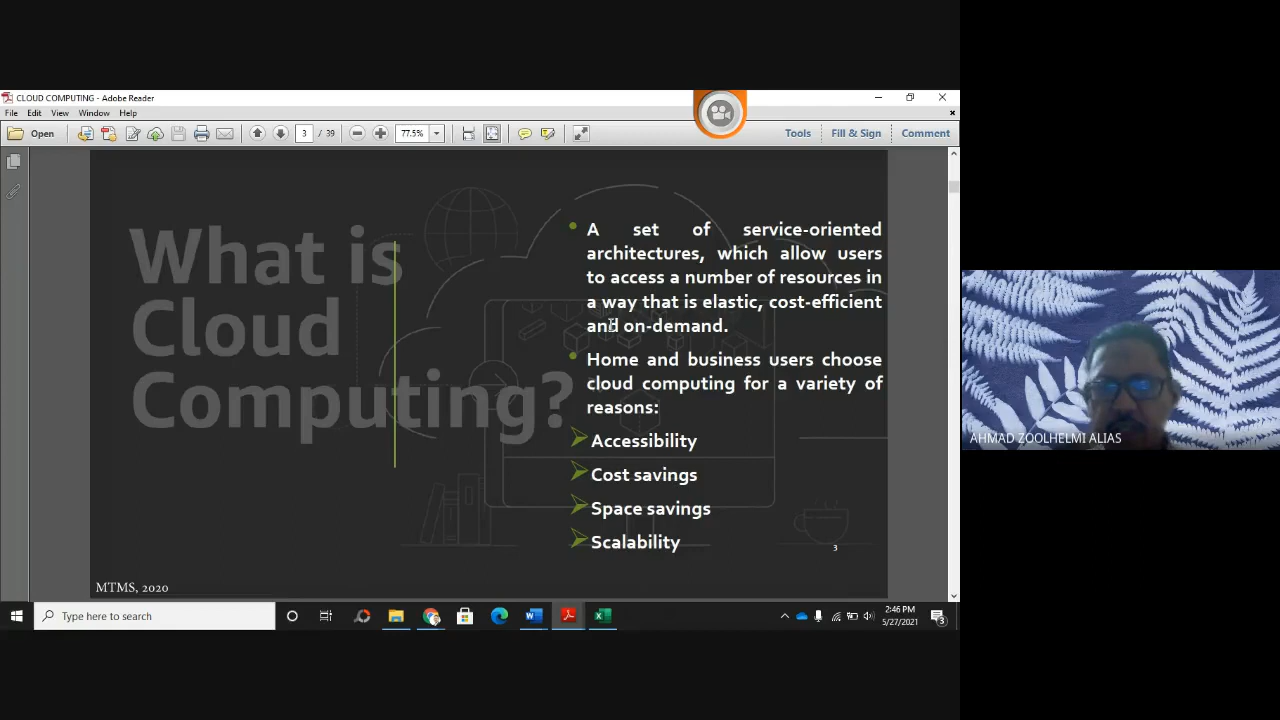 CLOUD COMPUTING - Adobe Reader
File Edit View Window Help
Open 3 / 39 77.5% Tools Fill & Sign Comment
What is
Cloud
Computing?
• A set of service-oriented
architectures, which allow users
to access a number of resources in
a way that is elastic, cost-efficient
and on-demand.
• Home and business users choose
cloud computing for a variety of
reasons:
Accessibility
Cost savings
Space savings
Scalability
3
MTMS, 2020
AHMAD ZOOLHELMI ALIAS
Type here to search
2:46 PM
5/27/2021
3